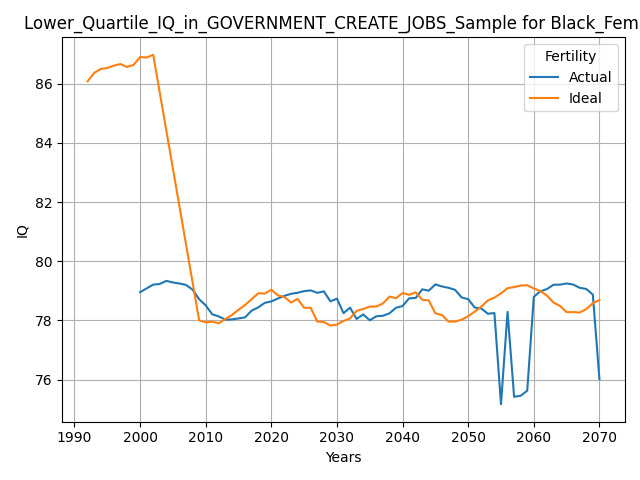 Lower_Quartile_IQ_in_GOVERNMENT_CREATE_JOBS_Sample for Black_Fem
Fertility
Actual
Ideal
IQ
86
84
82
80
78
76
1990 2000 2010 2020 2030 2040 2050 2060 2070
Years